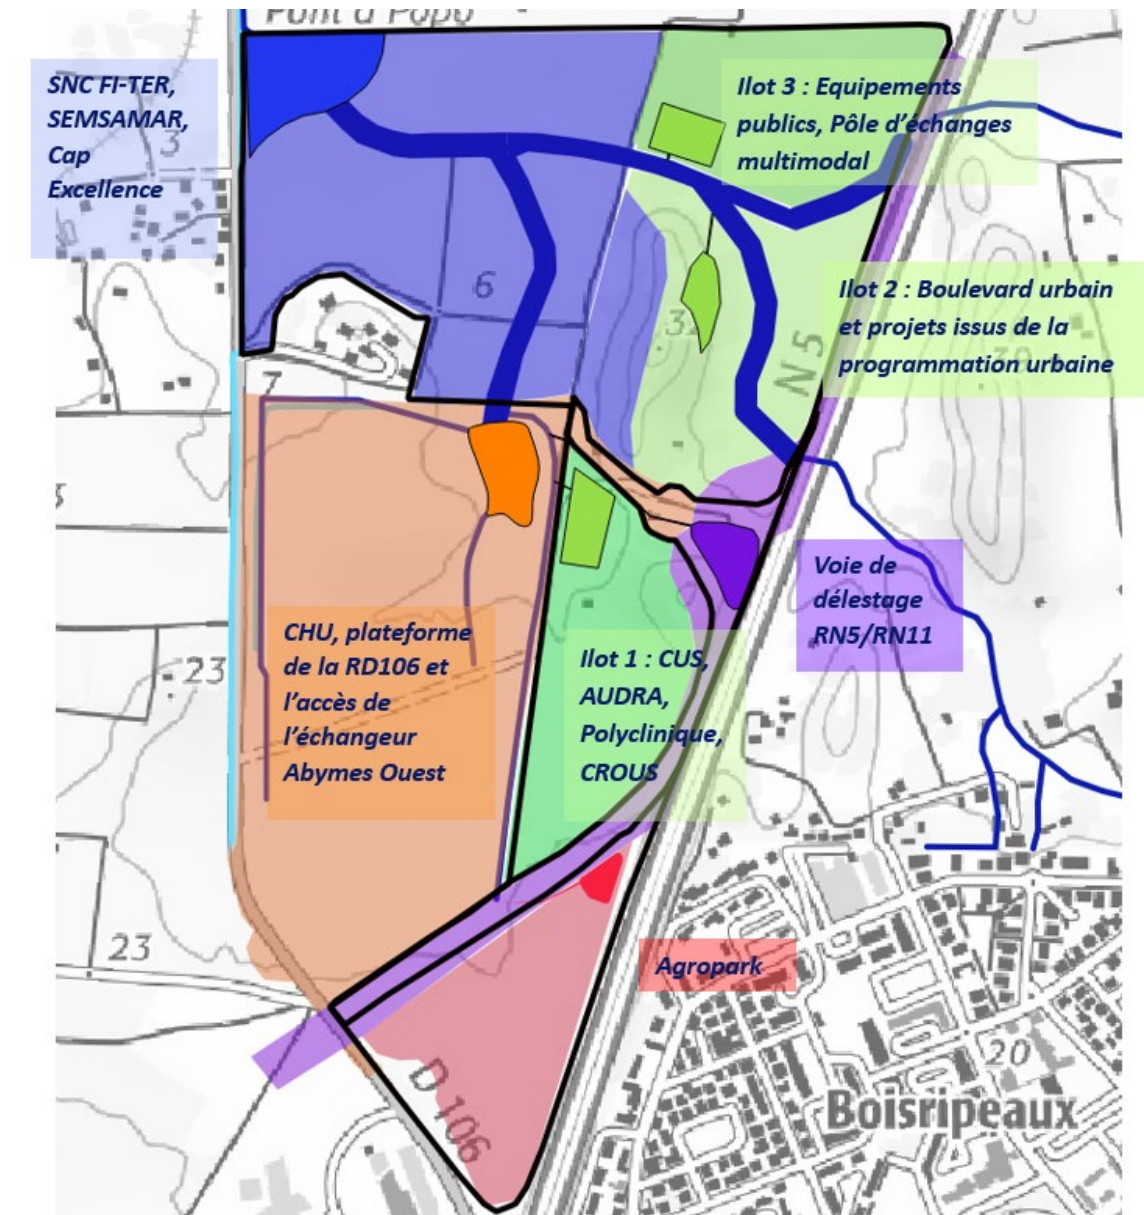 Pont à Popo
SNC FI-TER,
SEMSAMAR,
Cap
Excellence
3
Ilot 3 : Equipements
publics, Pôle d'échanges
multimodal
6
32
Ilot 2 : Boulevard urbain
et projets issus de la
programmation urbaine
N 5
7
3
Voie de
délestage
RN5/RN11
CHU, plateforme
de la RD106 et
l'accès de
l'échangeur
Abymes Ouest
23
Ilot 1 : CUS,
AUDRA,
Polyclinique,
CROUS
23
Agropark
D 106
20
Boisripeaux